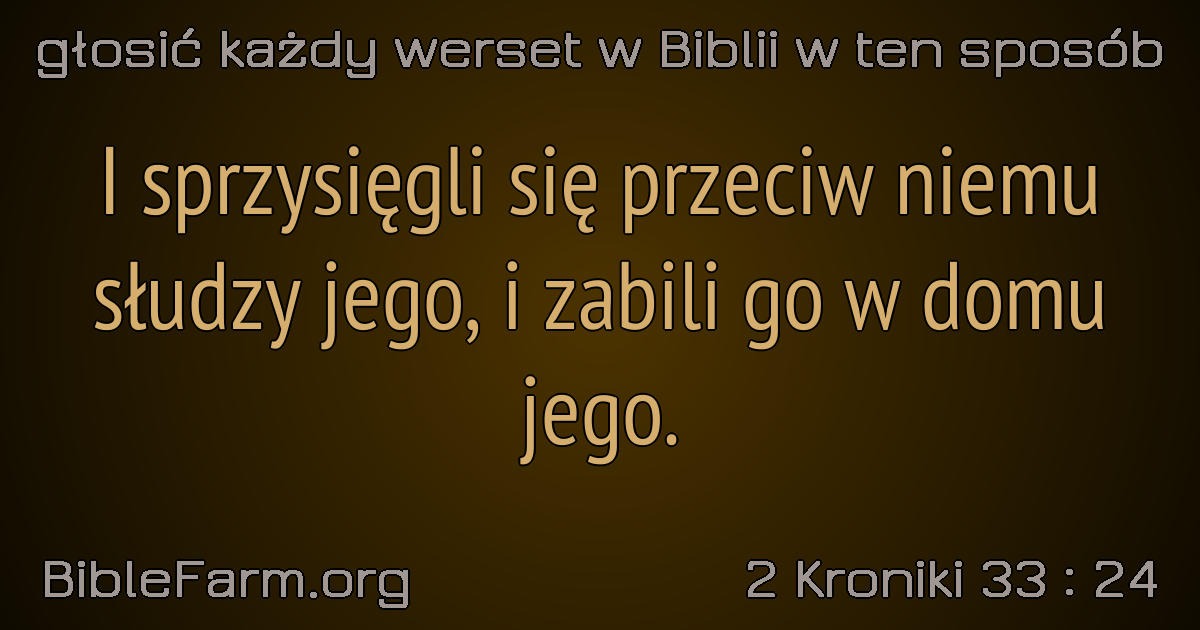 głosić każdy werset w Biblii w ten sposób
I sprzysięgli się przeciw niemu
słudzy jego, i zabili go w domu
jego.
BibleFarm.org
2 Kroniki 33 : 24